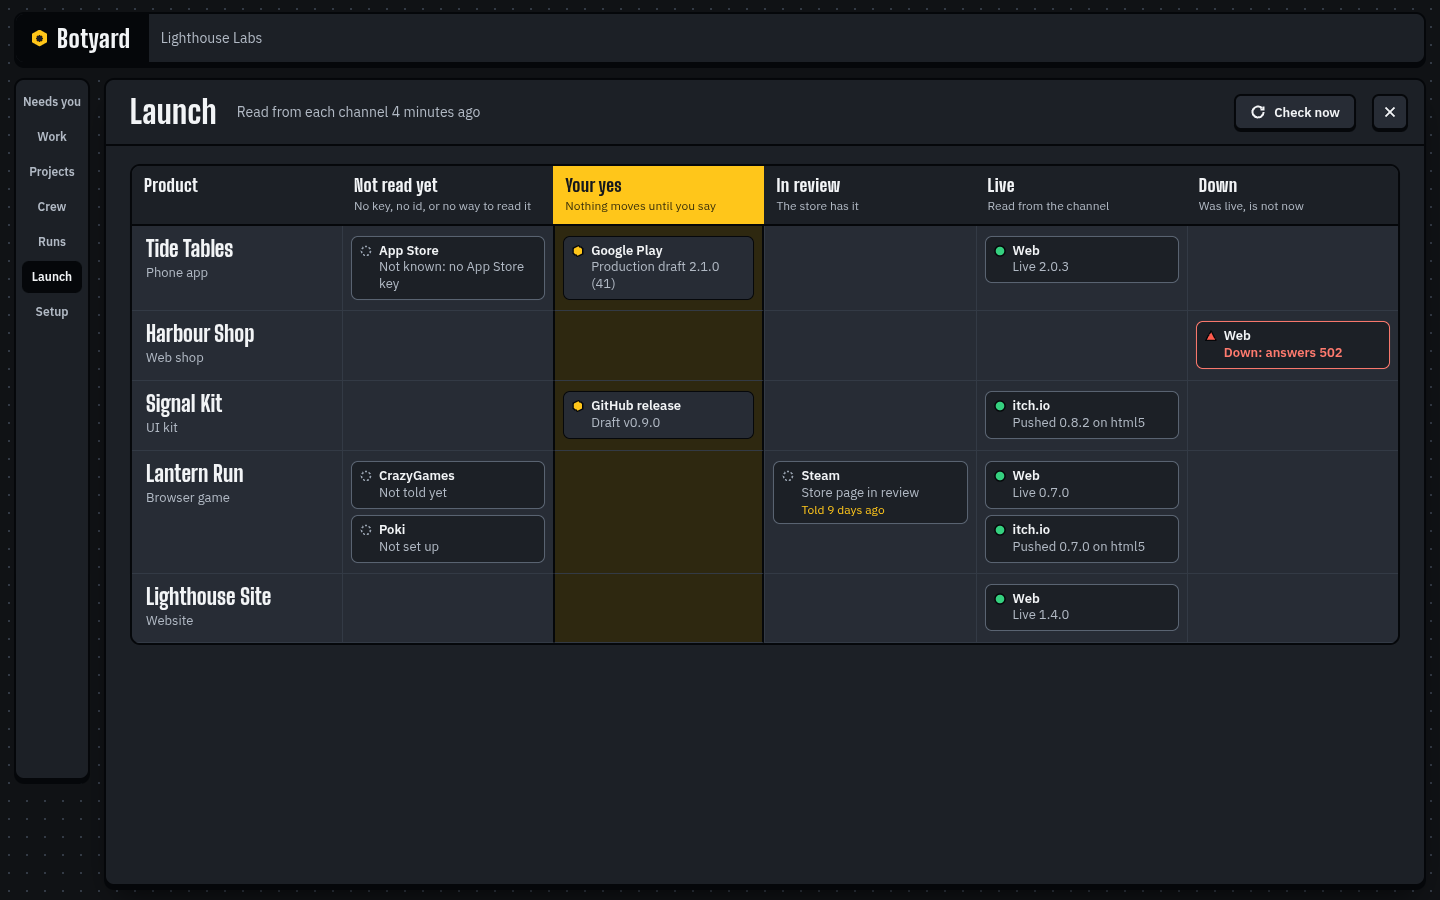 Botyard
Lighthouse Labs
Needs you
Work
Projects
Crew
Runs
Launch
Setup
Launch
Read from each channel 4 minutes ago
Check now
Product
Not read yet
No key, no id, or no way to read it
Your yes
Nothing moves until you say
In review
The store has it
Live
Read from the channel
Down
Was live, is not now
Tide Tables
Phone app
App Store
Not known: no App Store
key
Google Play
Production draft 2.1.0
(41)
Web
Live 2.0.3
Harbour Shop
Web shop
Web
Down: answers 502
Signal Kit
UI kit
GitHub release
Draft v0.9.0
itch.io
Pushed 0.8.2 on html5
Lantern Run
Browser game
CrazyGames
Not told yet
Poki
Not set up
Steam
Store page in review
Told 9 days ago
Web
Live 0.7.0
itch.io
Pushed 0.7.0 on html5
Lighthouse Site
Website
Web
Live 1.4.0